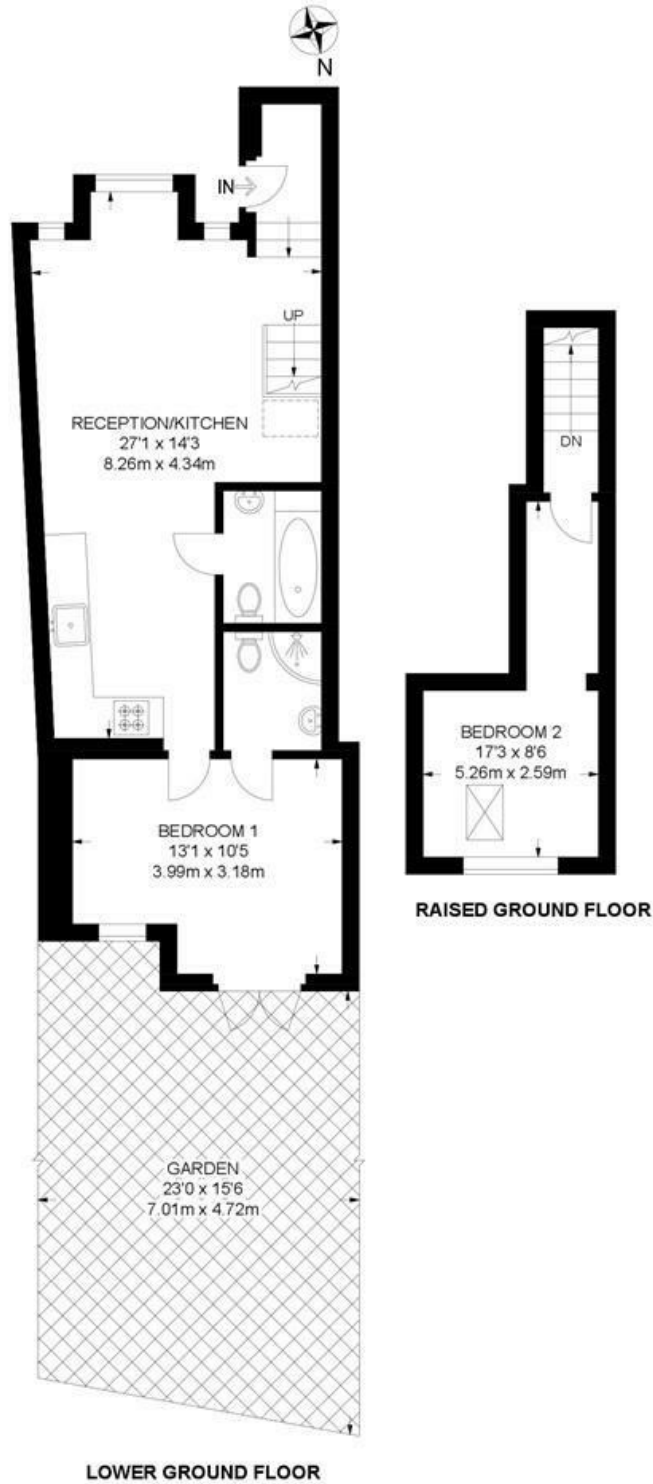 N
IN
UP
RECEPTION/KITCHEN
27'1 x 14'3
8.26m x 4.34m
BEDROOM 1
13'1 x 10'5
3.99m x 3.18m
GARDEN
23'0 x 15'6
7.01m x 4.72m
LOWER GROUND FLOOR
DN
BEDROOM 2
17'3 x 8'6
5.26m x 2.59m
RAISED GROUND FLOOR